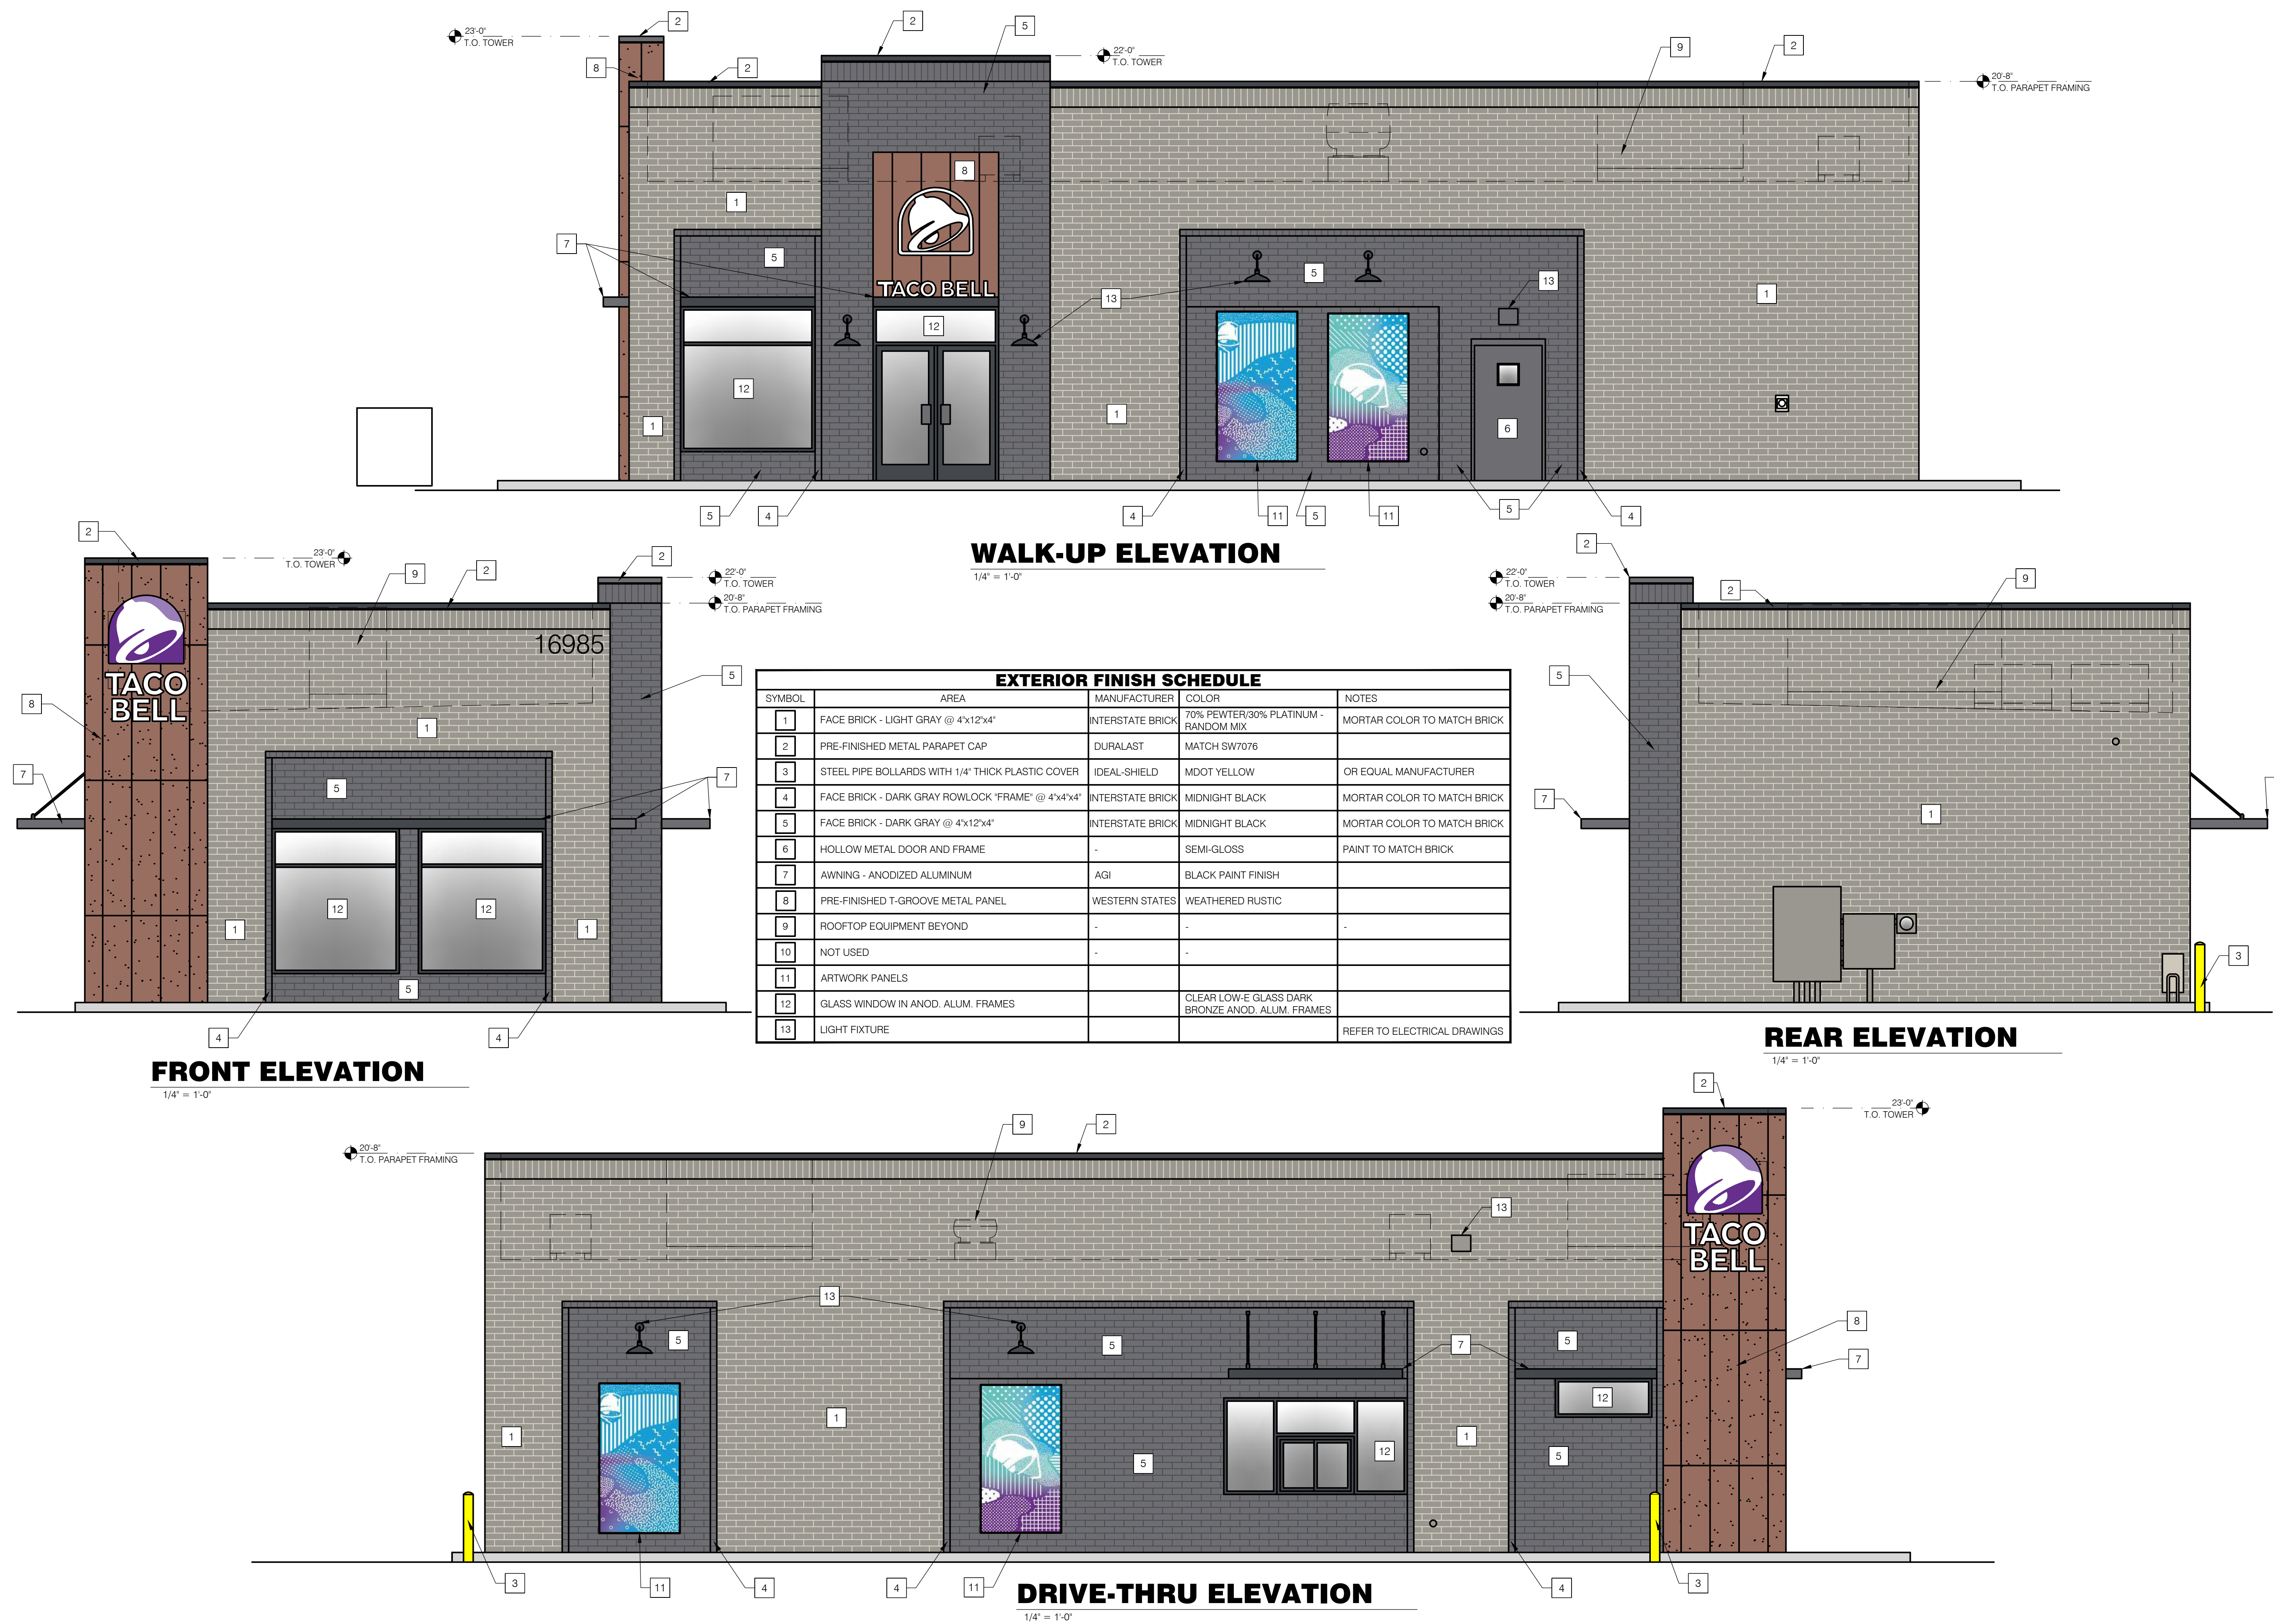 2
2
5
23'-0"
T.O. TOWER
22'-0"
T.O. TOWER
9
2
8
2
20'-8"
T.O. PARAPET FRAMING
8
1
7
5
5
13
13
1
TACO BELL
12
12
1
1
6
5
4
4
11
5
11
5
4
WALK-UP ELEVATION
1/4" = 1'-0"
2
23'-0"
T.O. TOWER
9
2
2
22'-0"
T.O. TOWER
20'-8"
T.O. PARAPET FRAMING
16985
TACO
BELL
8
5
1
7
5
7
12
12
1
1
5
4
4
FRONT ELEVATION
1/4" = 1'-0"
EXTERIOR FINISH SCHEDULE
SYMBOL AREA MANUFACTURER COLOR NOTES
1 FACE BRICK - LIGHT GRAY @ 4"x12"x4" INTERSTATE BRICK 70% PEWTER/30% PLATINUM - RANDOM MIX MORTAR COLOR TO MATCH BRICK
2 PRE-FINISHED METAL PARAPET CAP DURALAST MATCH SW7076
3 STEEL PIPE BOLLARDS WITH 1/4" THICK PLASTIC COVER IDEAL-SHIELD MDOT YELLOW OR EQUAL MANUFACTURER
4 FACE BRICK - DARK GRAY ROWLOCK "FRAME" @ 4"x4"x4" INTERSTATE BRICK MIDNIGHT BLACK MORTAR COLOR TO MATCH BRICK
5 FACE BRICK - DARK GRAY @ 4"x12"x4" INTERSTATE BRICK MIDNIGHT BLACK MORTAR COLOR TO MATCH BRICK
6 HOLLOW METAL DOOR AND FRAME - SEMI-GLOSS PAINT TO MATCH BRICK
7 AWNING - ANODIZED ALUMINUM AGI BLACK PAINT FINISH
8 PRE-FINISHED T-GROOVE METAL PANEL WESTERN STATES WEATHERED RUSTIC
9 ROOFTOP EQUIPMENT BEYOND - - -
10 NOT USED - -
11 ARTWORK PANELS
12 GLASS WINDOW IN ANOD. ALUM. FRAMES CLEAR LOW-E GLASS DARK BRONZE ANOD. ALUM. FRAMES
13 LIGHT FIXTURE REFER TO ELECTRICAL DRAWINGS
2
22'-0"
T.O. TOWER
20'-8"
T.O. PARAPET FRAMING
2
9
5
7
1
3
REAR ELEVATION
1/4" = 1'-0"
2
23'-0"
T.O. TOWER
9
2
20'-8"
T.O. PARAPET FRAMING
13
TACO
BELL
13
5
5
7
5
8
7
12
1
1
5
12
1
5
3
11
4
4
11
4
3
DRIVE-THRU ELEVATION
1/4" = 1'-0"